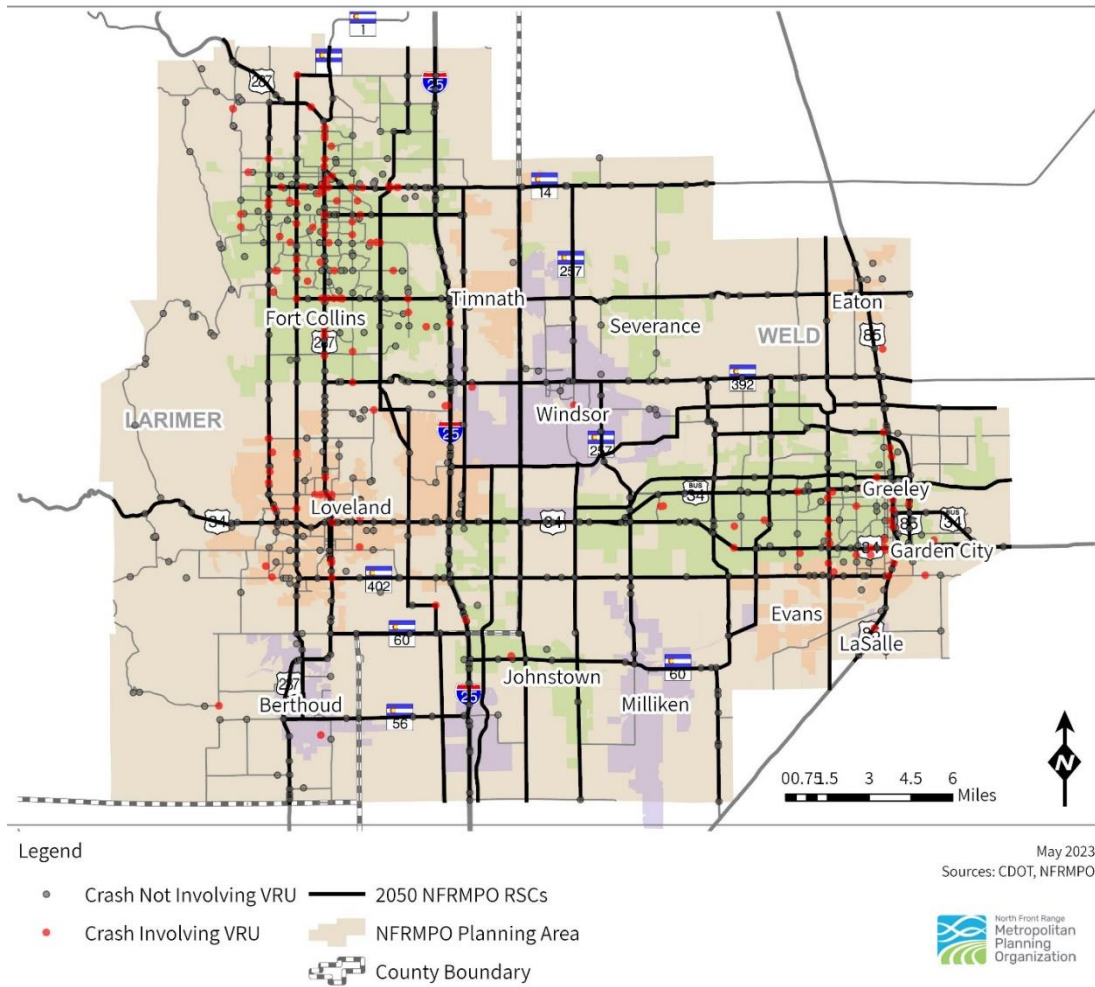 1
287
25
14
257
Timnath
Eaton
Fort Collins
Severance
WELD
85
287
392
LARIMER
Windsor
25
257
Greeley
BUS
34
Loveland
34
34
85
BUS
34
34
Garden City
402
Evans
60
LaSalle
85
Johnstown
60
287
25
Berthoud
Milliken
56
N
00.751.5 3 4.5 6
Miles
Legend
May 2023
Sources: CDOT, NFRMPO
Crash Not Involving VRU
2050 NFRMPO RSCs
Crash Involving VRU
NFRMPO Planning Area
County Boundary
North Front Range
Metropolitan
Planning
Organization